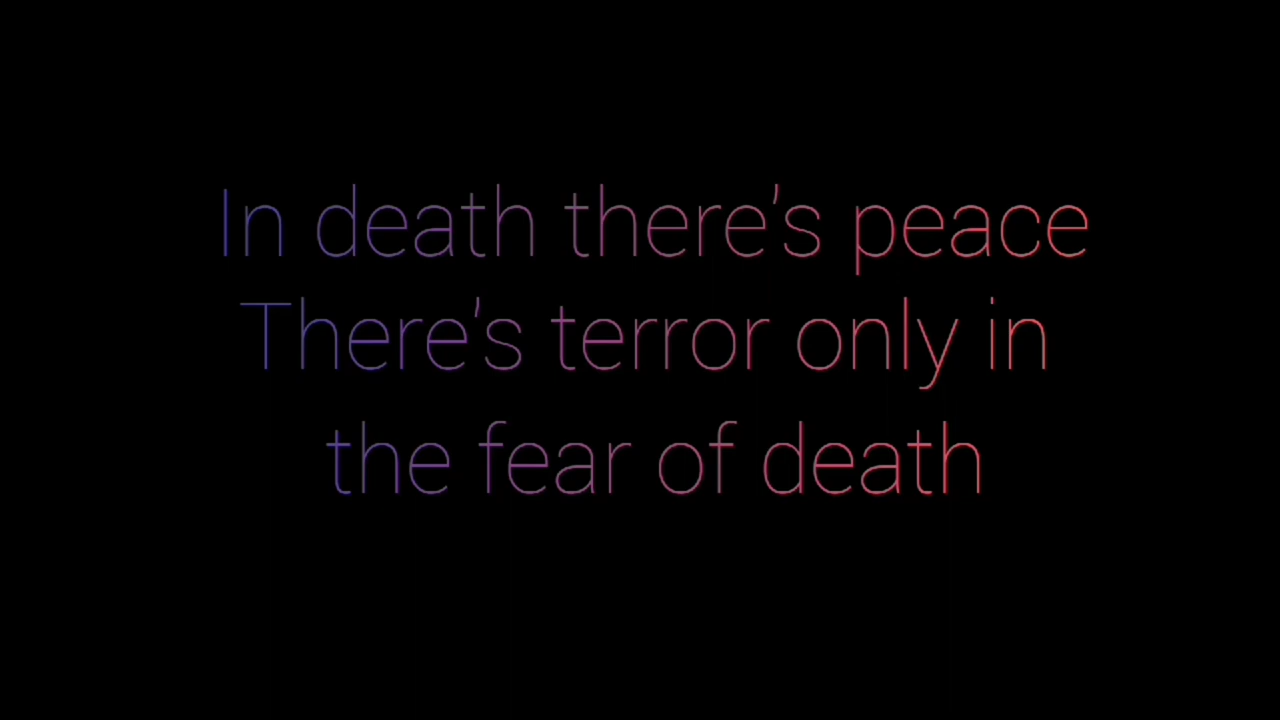 In death there's peace
There's terror only in
the fear of death